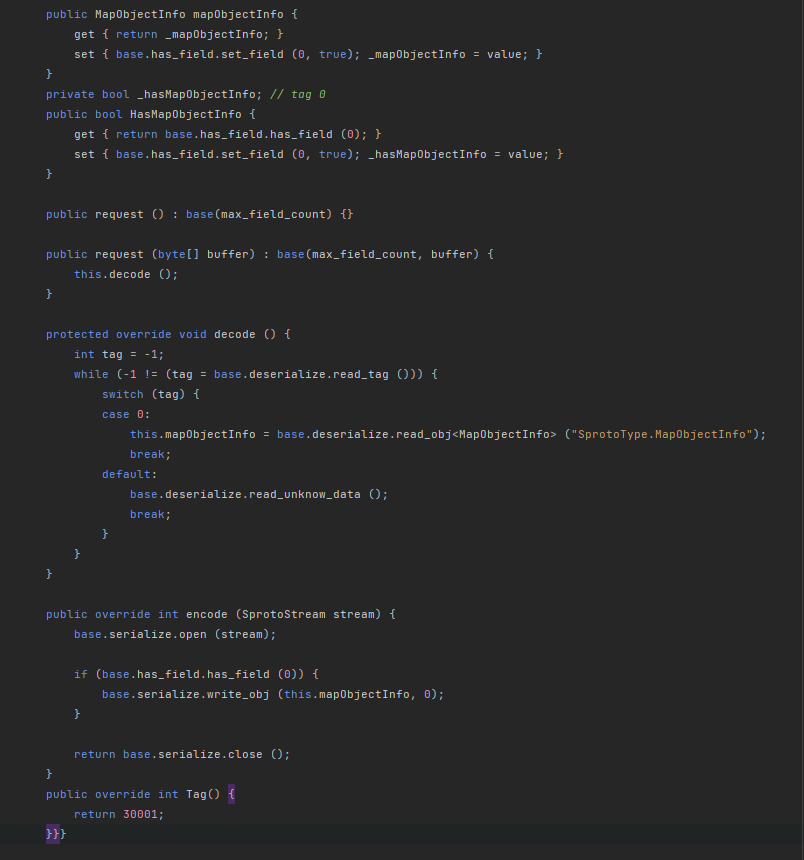 public MapObjectInfo mapObjectInfo {
get { return _mapObjectInfo; }
set { base.has_field.set_field (0, true); _mapObjectInfo = value; }
}
private bool _hasMapObjectInfo; // tag 0
public bool HasMapObjectInfo {
get { return base.has_field.has_field (0); }
set { base.has_field.set_field (0, true); _hasMapObjectInfo = value; }
}
public request () : base(max_field_count) {}
public request (byte[] buffer) : base(max_field_count, buffer) {
this.decode ();
}
protected override void decode () {
int tag = -1;
while (-1 != (tag = base.deserialize.read_tag ())) {
switch (tag) {
case 0:
this.mapObjectInfo = base.deserialize.read_obj<MapObjectInfo> ("SprotoType.MapObjectInfo");
break;
default:
base.deserialize.read_unknow_data ();
break;
}
}
}
public override int encode (SprotoStream stream) {
base.serialize.open (stream);
if (base.has_field.has_field (0)) {
base.serialize.write_obj (this.mapObjectInfo, 0);
}
return base.serialize.close ();
}
public override int Tag() {
return 30001;
}}}